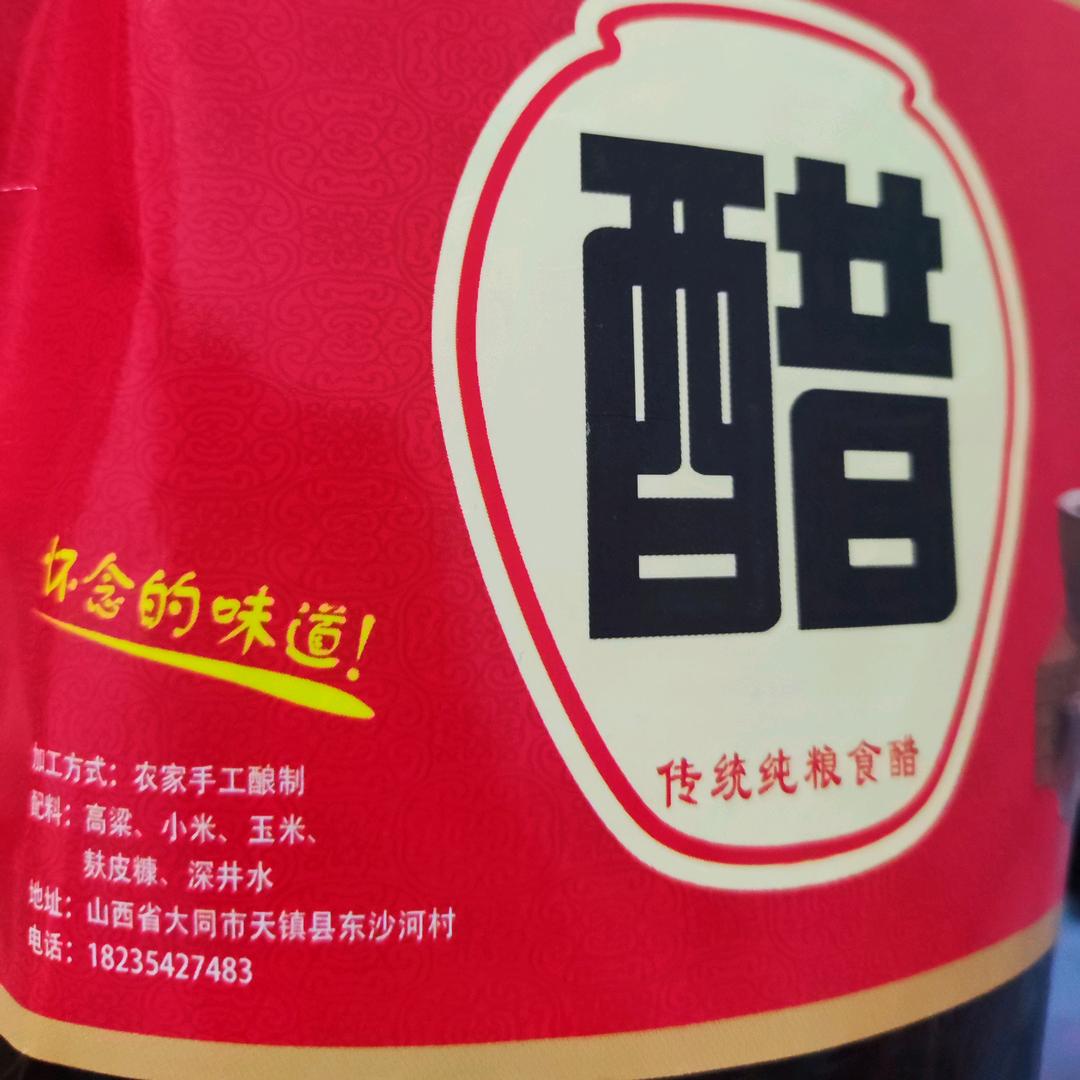 醋
传统纯粮食醋
怀念的味道!
加工方式：农家手工酿制
配料：高粱、小米、玉米、
麸皮糠、深井水
地址：山西省大同市天镇县东沙河村
电话：18235427483